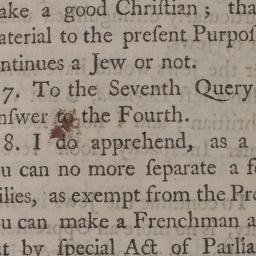 ake a good Chriſtian ; tha
aterial to the preſent Purpoſ
ntinues a Jew or not.
7. To the Seventh Query
nſwer to the Fourth.
8. I do apprehend, as a
u can no more ſeparate a f
ilies, as exempt from the Pr
u can make a Frenchman a
ut by ſpecial Act of Parlia